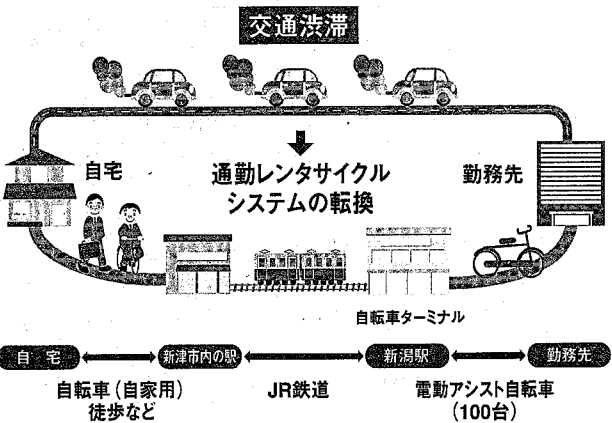 交通渋滞
自宅
通勤レンタサイクル
システムの転換
勤務先
自転車ターミナル
自宅
新津市内の駅
新潟駅
勤務先
自転車（自家用）
徒歩など
JR鉄道
電動アシスト自転車
（100台）